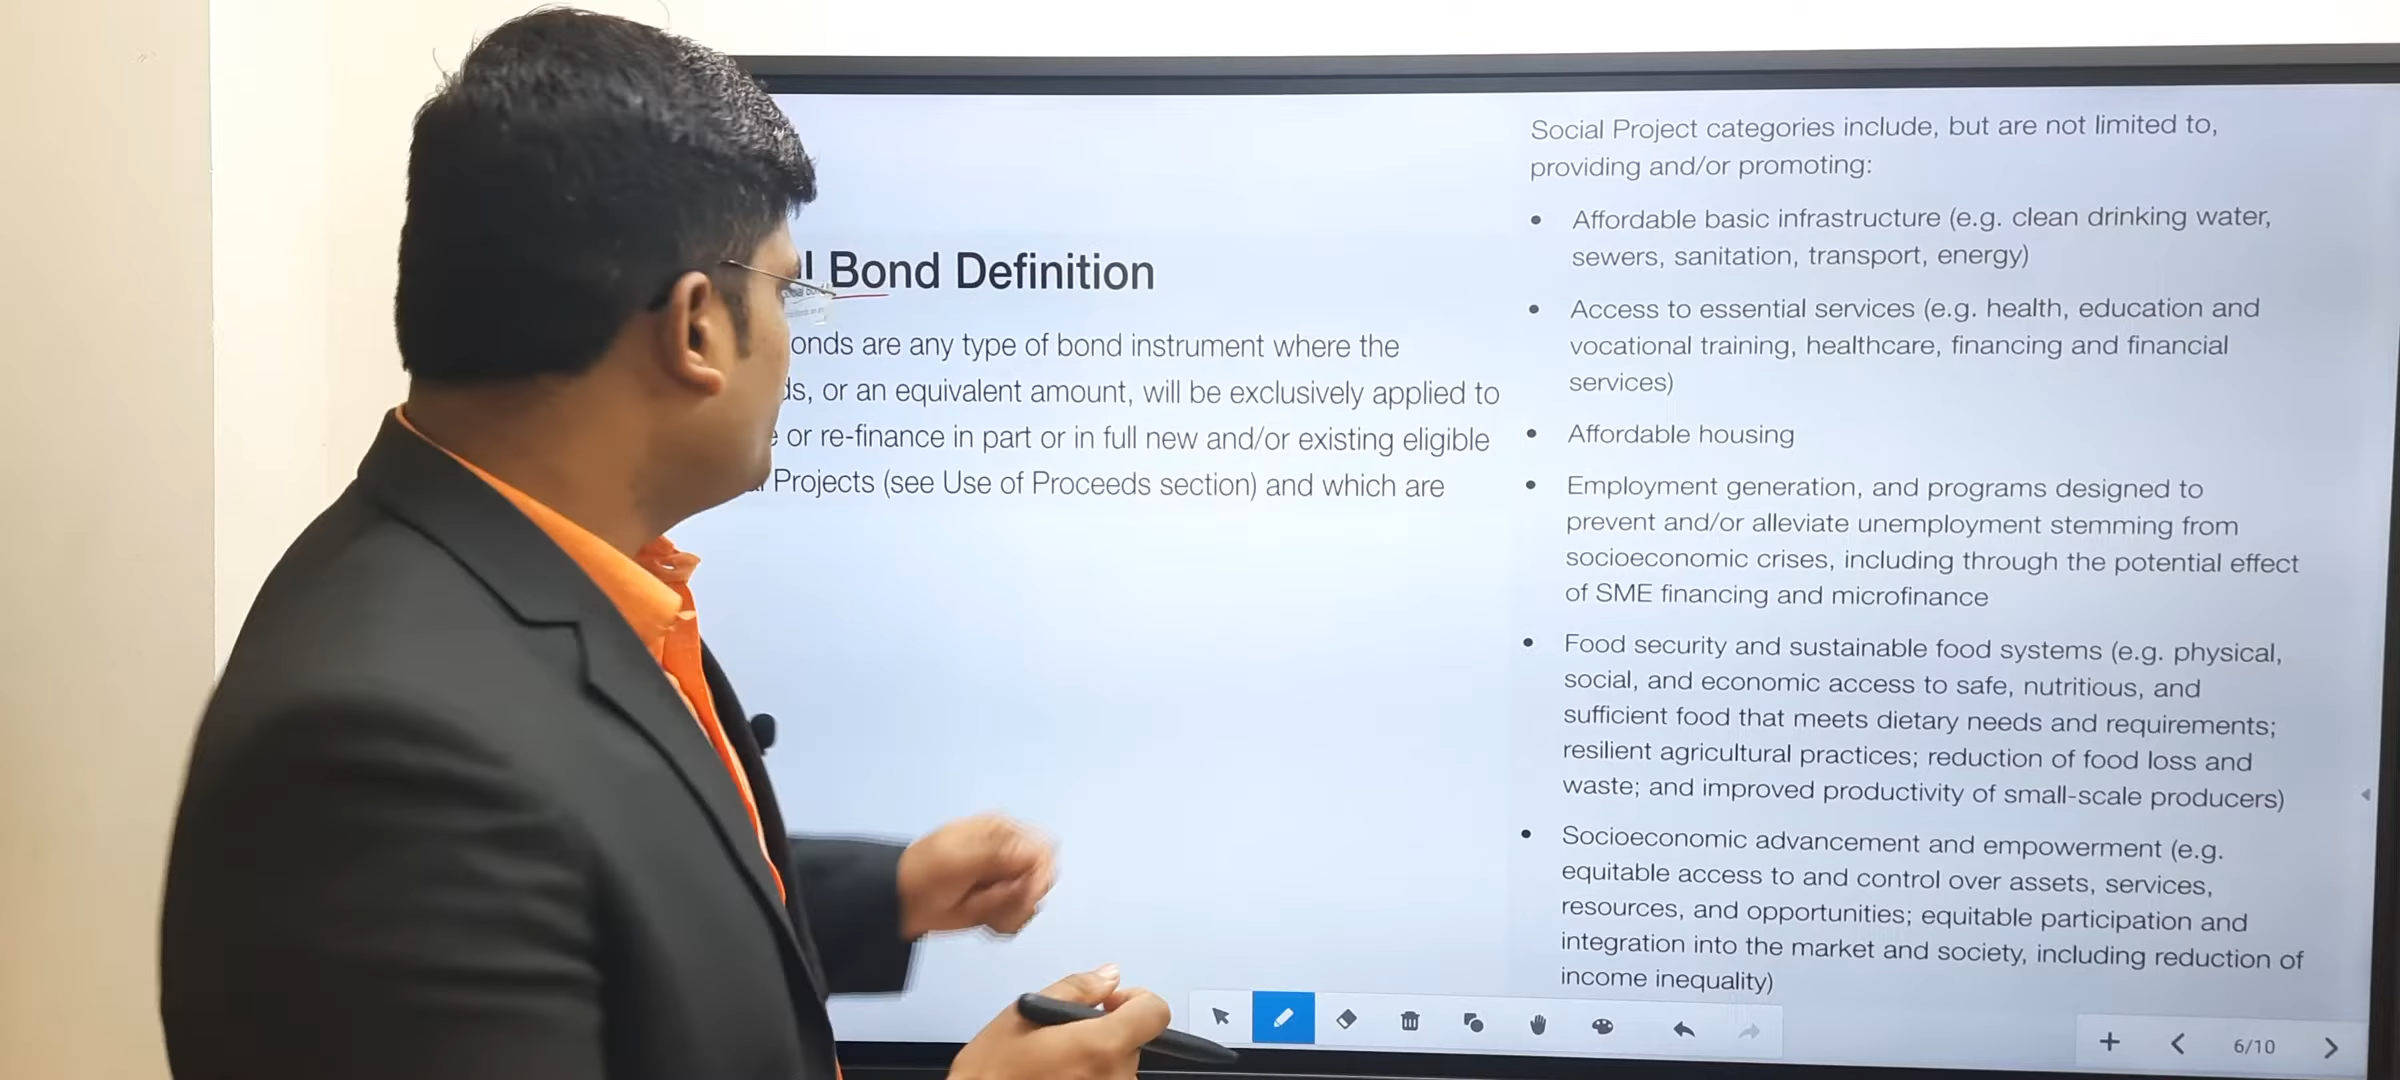 Bond Definition
are any type of bond instrument where the
or an equivalent amount, will be exclusively applied to
or re-finance in part or in full new and/or existing eligible
Projects (see Use of Proceeds section) and which are
Social Project categories include, but are not limited to,
providing and/or promoting:
• Affordable basic infrastructure (e.g. clean drinking water,
sewers, sanitation, transport, energy)
• Access to essential services (e.g. health, education and
vocational training, healthcare, financing and financial
services)
• Affordable housing
• Employment generation, and programs designed to
prevent and/or alleviate unemployment stemming from
socioeconomic crises, including through the potential effect
of SME financing and microfinance
• Food security and sustainable food systems (e.g. physical,
social, and economic access to safe, nutritious, and
sufficient food that meets dietary needs and requirements;
resilient agricultural practices; reduction of food loss and
waste; and improved productivity of small-scale producers)
• Socioeconomic advancement and empowerment (e.g.
equitable access to and control over assets, services,
resources, and opportunities; equitable participation and
integration into the market and society, including reduction of
income inequality)
6/10